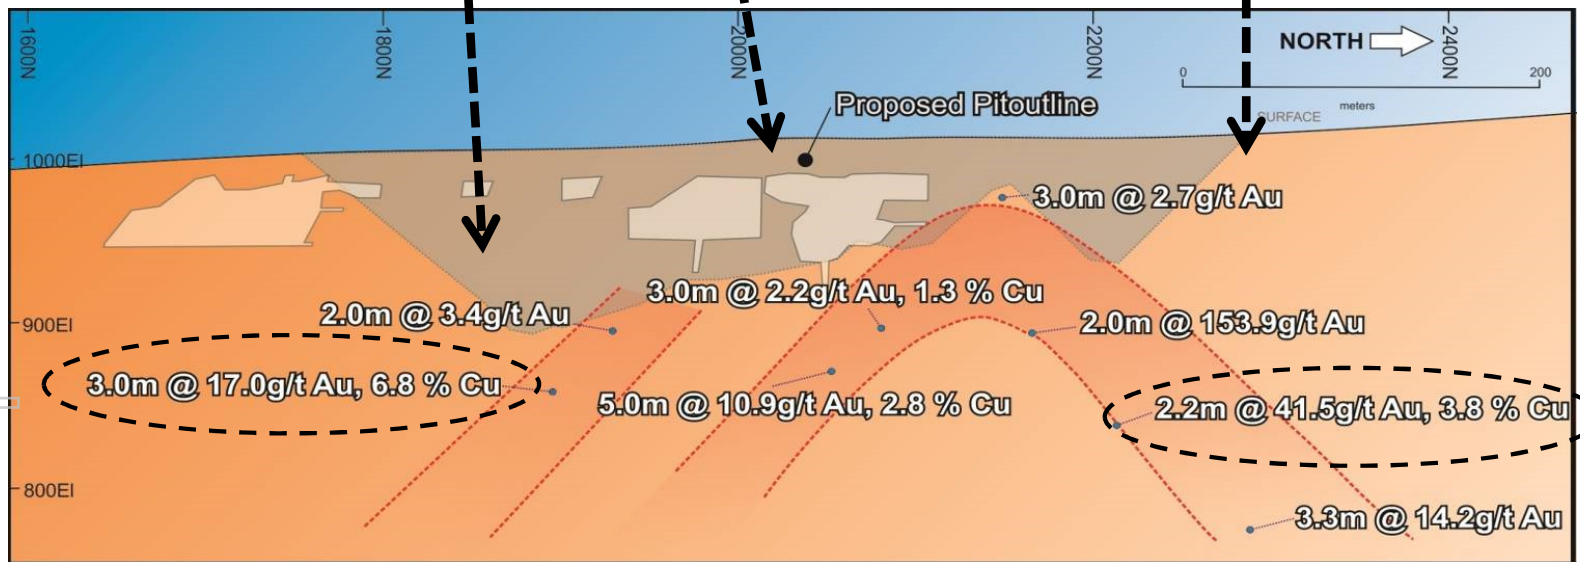 1600N
1800N
2000N
2200N
2400N
NORTH
0 200
meters
SURFACE
Proposed Pitoutline
1000El
3.0m @ 2.7g/t Au
3.0m @ 2.2g/t Au, 1.3 % Cu
2.0m @ 3.4g/t Au
900El
2.0m @ 153.9g/t Au
3.0m @ 17.0g/t Au, 6.8 % Cu
5.0m @ 10.9g/t Au, 2.8 % Cu
2.2m @ 41.5g/t Au, 3.8 % Cu
800El
3.3m @ 14.2g/t Au